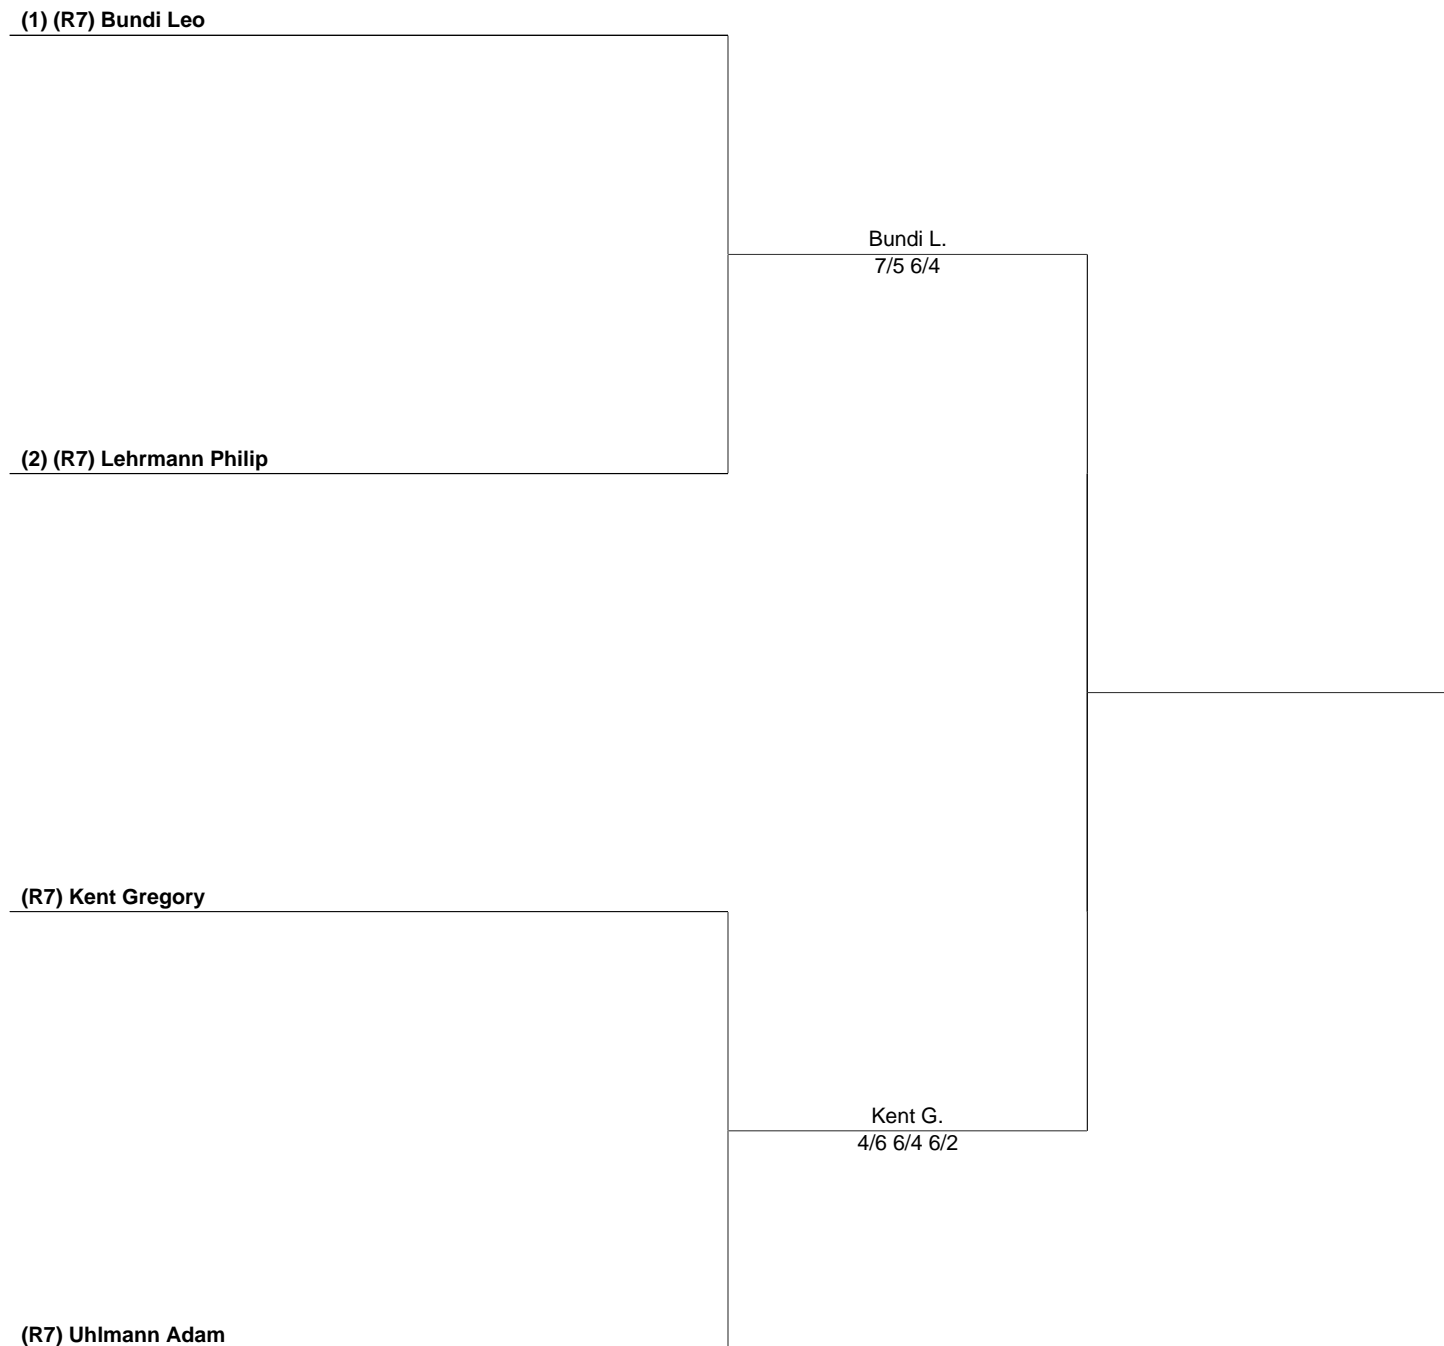 (1) (R7) Bundi Leo
Bundi L.
7/5 6/4
(2) (R7) Lehrmann Philip
(R7) Kent Gregory
Kent G.
4/6 6/4 6/2
(R7) Uhlmann Adam